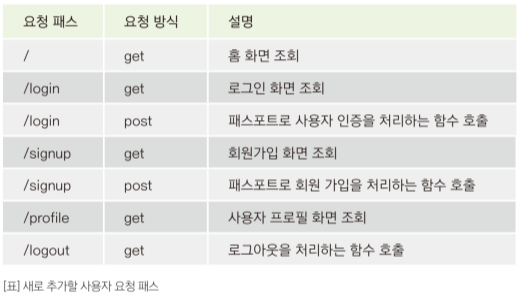 요청 패스 요청 방식 설명
/ get 홈 화면 조회
/login get 로그인 화면 조회
/login post 패스포트로 사용자 인증을 처리하는 함수 호출
/signup get 회원가입 화면 조회
/signup post 패스포트로 회원 가입을 처리하는 함수 호출
/profile get 사용자 프로필 화면 조회
/logout get 로그아웃을 처리하는 함수 호출
[표] 새로 추가할 사용자 요청 패스